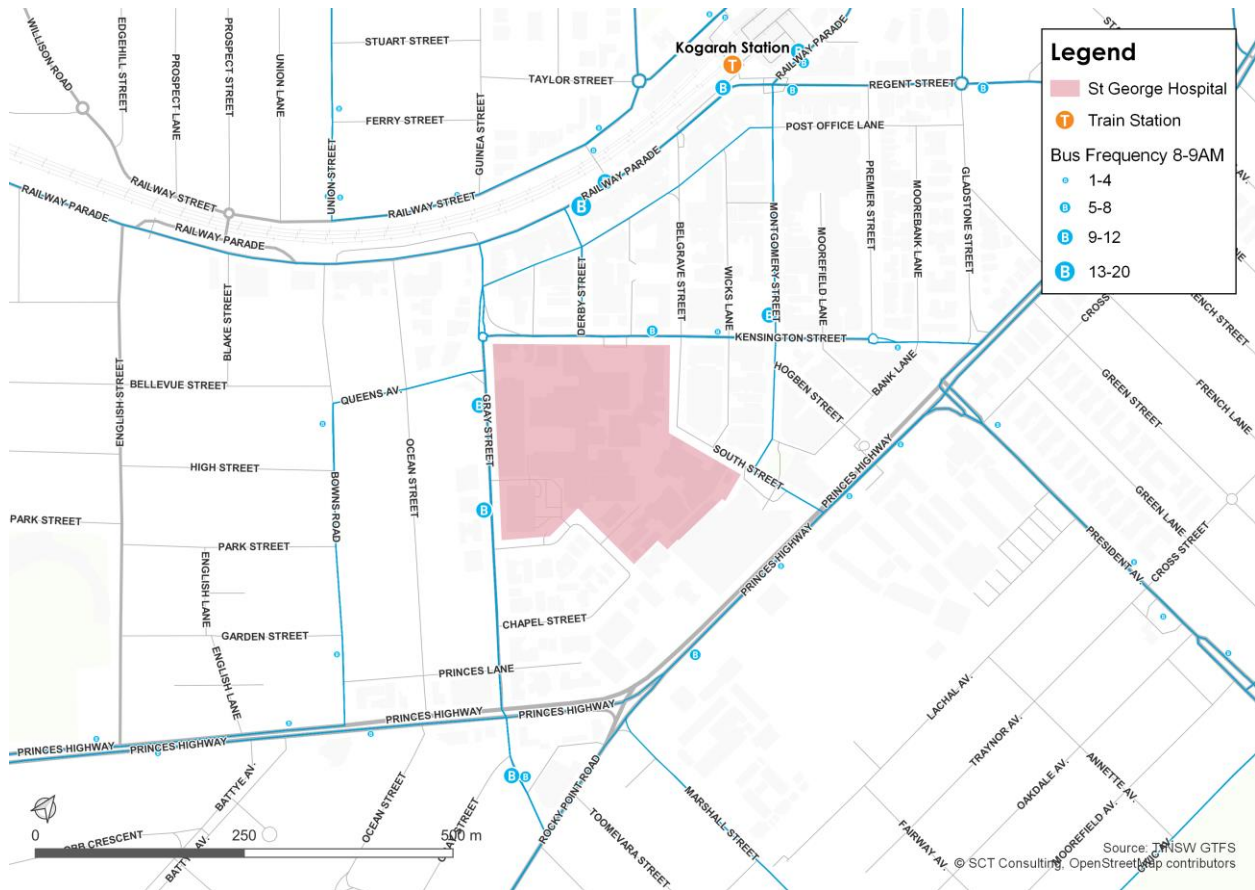 WILLISON ROAD
EDGEHILL STREET
PROSPECT LANE
PROSPECT STREET
UNION LANE
STUART STREET
TAYLOR STREET
FERRY STREET
UNION STREET
GUINEA STREET
Kogarah Station
T
RAILWAY PARADE
REGENT STREET
POST OFFICE LANE
RAILWAY STREET
RAILWAY STREET
RAILWAY PARADE
RAILWAY PARADE
RAILWAY PARADE
BELGRAVE STREET
WICKS LANE
MONTGOMERY STREET
MOOREFIELD LANE
PREMIER STREET
MOOREBANK LANE
GLADSTONE STREET
DERBY STREET
KENSINGTON STREET
HOGBEN STREET
BANK LANE
ENGLISH STREET
BLAKE STREET
BELLEVUE STREET
QUEENS AV.
GRAY STREET
OCEAN STREET
BOWNS ROAD
HIGH STREET
PARK STREET
PARK STREET
ENGLISH LANE
GARDEN STREET
ENGLISH LANE
SOUTH STREET
PRINCES HIGHWAY
PRINCES HIGHWAY
CHAPEL STREET
PRINCES LANE
PRINCES HIGHWAY
PRINCES HIGHWAY
PRINCES HIGHWAY
PRINCES HIGHWAY
BATTYE AV.
OCEAN STREET
ROCKY POINT ROAD
TOOMEVARA STREET
MARSHALL STREET
GREEN STREET
FRENCH LANE
GREEN LANE
CROSS STREET
PRESIDENT AV.
LACHAL AV.
TRAYNOR AV.
OAKDALE AV.
ANNETTE AV.
MOOREFIELD AV.
FAIRWAY AV.
Legend
St George Hospital
T Train Station
Bus Frequency 8-9AM
B 1-4
B 5-8
B 9-12
B 13-20
0 250 500 m
Source: TfNSW GTFS
© SCT Consulting, OpenStreetMap contributors